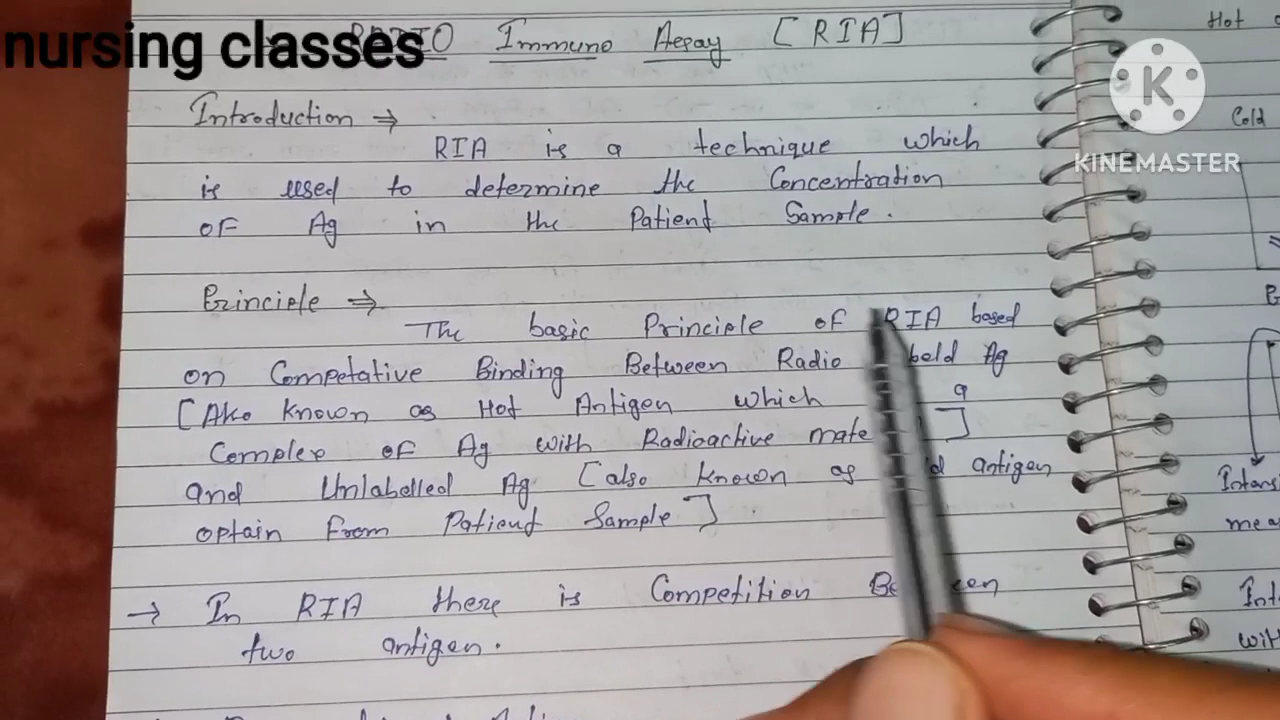 nursing classes
Immuno Assay [RIA]
Introduction →
RIA is a technique which
is used to determine the Concentration
of Ag in the Patient Sample.
Principle ⇒
The basic Principle of RIA based
on Competative Binding Between Radio Ag
[Also Known as Hot Antigen which a
Complex of Ag with Radioactive ]
and Unlabelled Ag [also Known as antigen
optain from Patient Sample]
→ In RIA there is Competition
two antigen.
Hot
Cold
K
KINEMASTER